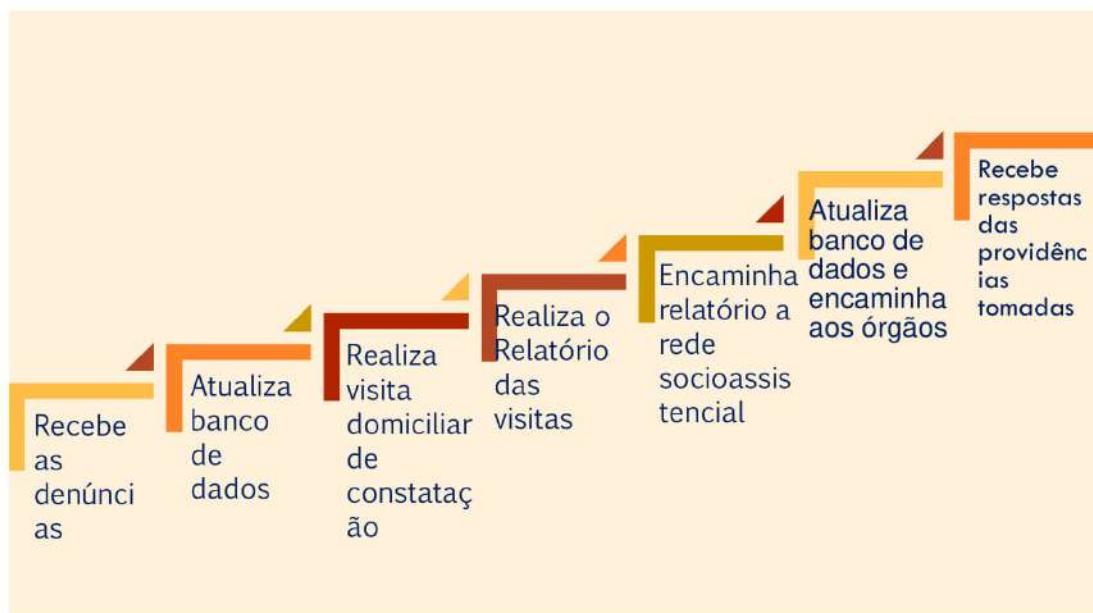 Recebe
as
denúnci
as
Atualiza
banco
de
dados
Realiza
visita
domiciliar
de
constataç
ão
Realiza o
Relatório
das
visitas
Encaminha
relatório a
rede
socioassis
tencial
Atualiza
banco de
dados e
encaminha
aos órgãos
Recebe
respostas
das
providênc
ias
tomadas